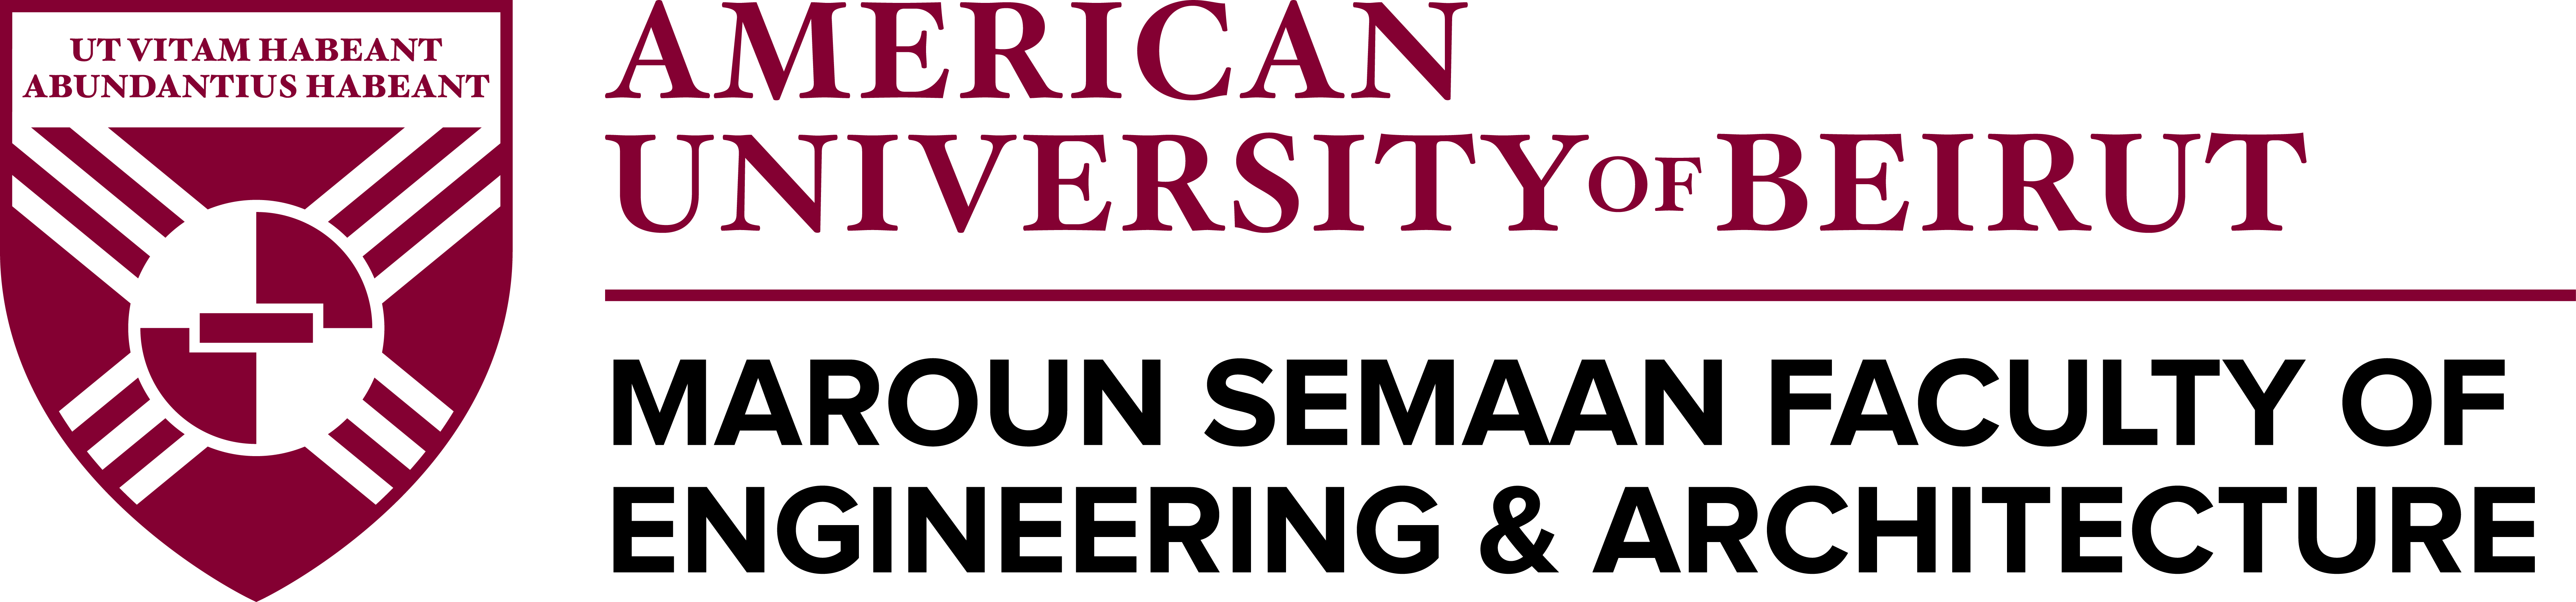 UT VITAM HABEANT
ABUNDANTIUS HABEANT
AMERICAN
UNIVERSITY OF BEIRUT
MAROUN SEMAAN FACULTY OF
ENGINEERING & ARCHITECTURE